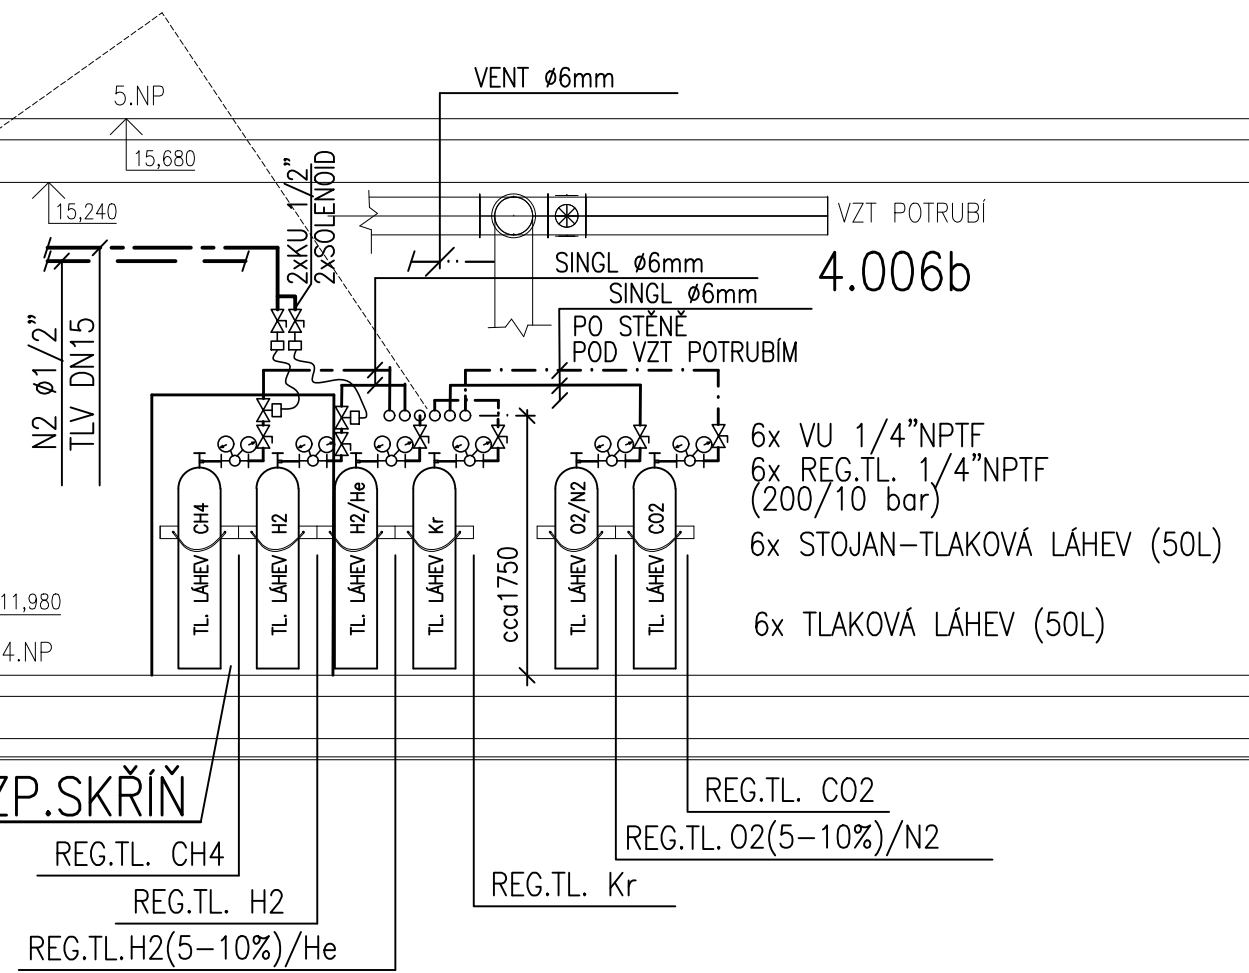 VENT ø6mm
5.NP
15,680
15,240
2xKU 1/2”
2xSOLENOID
VZT POTRUBÍ
4.006b
SINGL ø6mm
SINGL ø6mm
PO STĚNĚ
POD VZT POTRUBÍM
N2 ø1/2”
TLV DN15
6x VU 1/4”NPTF
6x REG.TL. 1/4”NPTF
(200/10 bar)
6x STOJAN-TLAKOVÁ LÁHEV (50L)
6x TLAKOVÁ LÁHEV (50L)
TL. LÁHEV CH4
TL. LÁHEV H2
TL. LÁHEV H2/He
TL. LÁHEV Kr
TL. LÁHEV O2/N2
TL. LÁHEV CO2
cca1750
11,980
4.NP
ZP.SKŘÍŇ
REG.TL. CO2
REG.TL. O2(5-10%)/N2
REG.TL. CH4
REG.TL. Kr
REG.TL. H2
REG.TL.H2(5-10%)/He